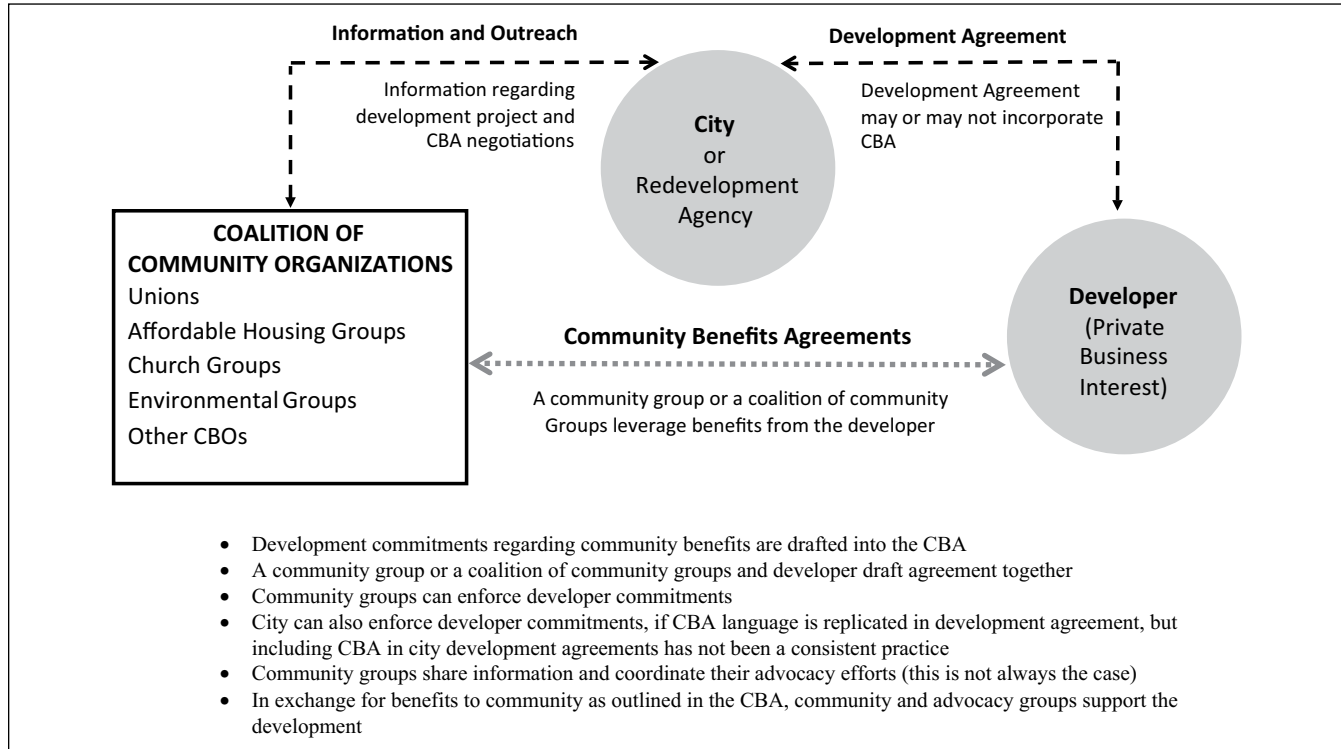 Information and Outreach
Information regarding
development project and
CBA negotiations
Development Agreement
Development Agreement
may or may not incorporate
CBA
City
or
Redevelopment
Agency
COALITION OF
COMMUNITY ORGANIZATIONS
Unions
Affordable Housing Groups
Church Groups
Environmental Groups
Other CBOs
Community Benefits Agreements
A community group or a coalition of community
Groups leverage benefits from the developer
Developer
(Private
Business
Interest)
• Development commitments regarding community benefits are drafted into the CBA
• A community group or a coalition of community groups and developer draft agreement together
• Community groups can enforce developer commitments
• City can also enforce developer commitments, if CBA language is replicated in development agreement, but
including CBA in city development agreements has not been a consistent practice
• Community groups share information and coordinate their advocacy efforts (this is not always the case)
• In exchange for benefits to community as outlined in the CBA, community and advocacy groups support the
development